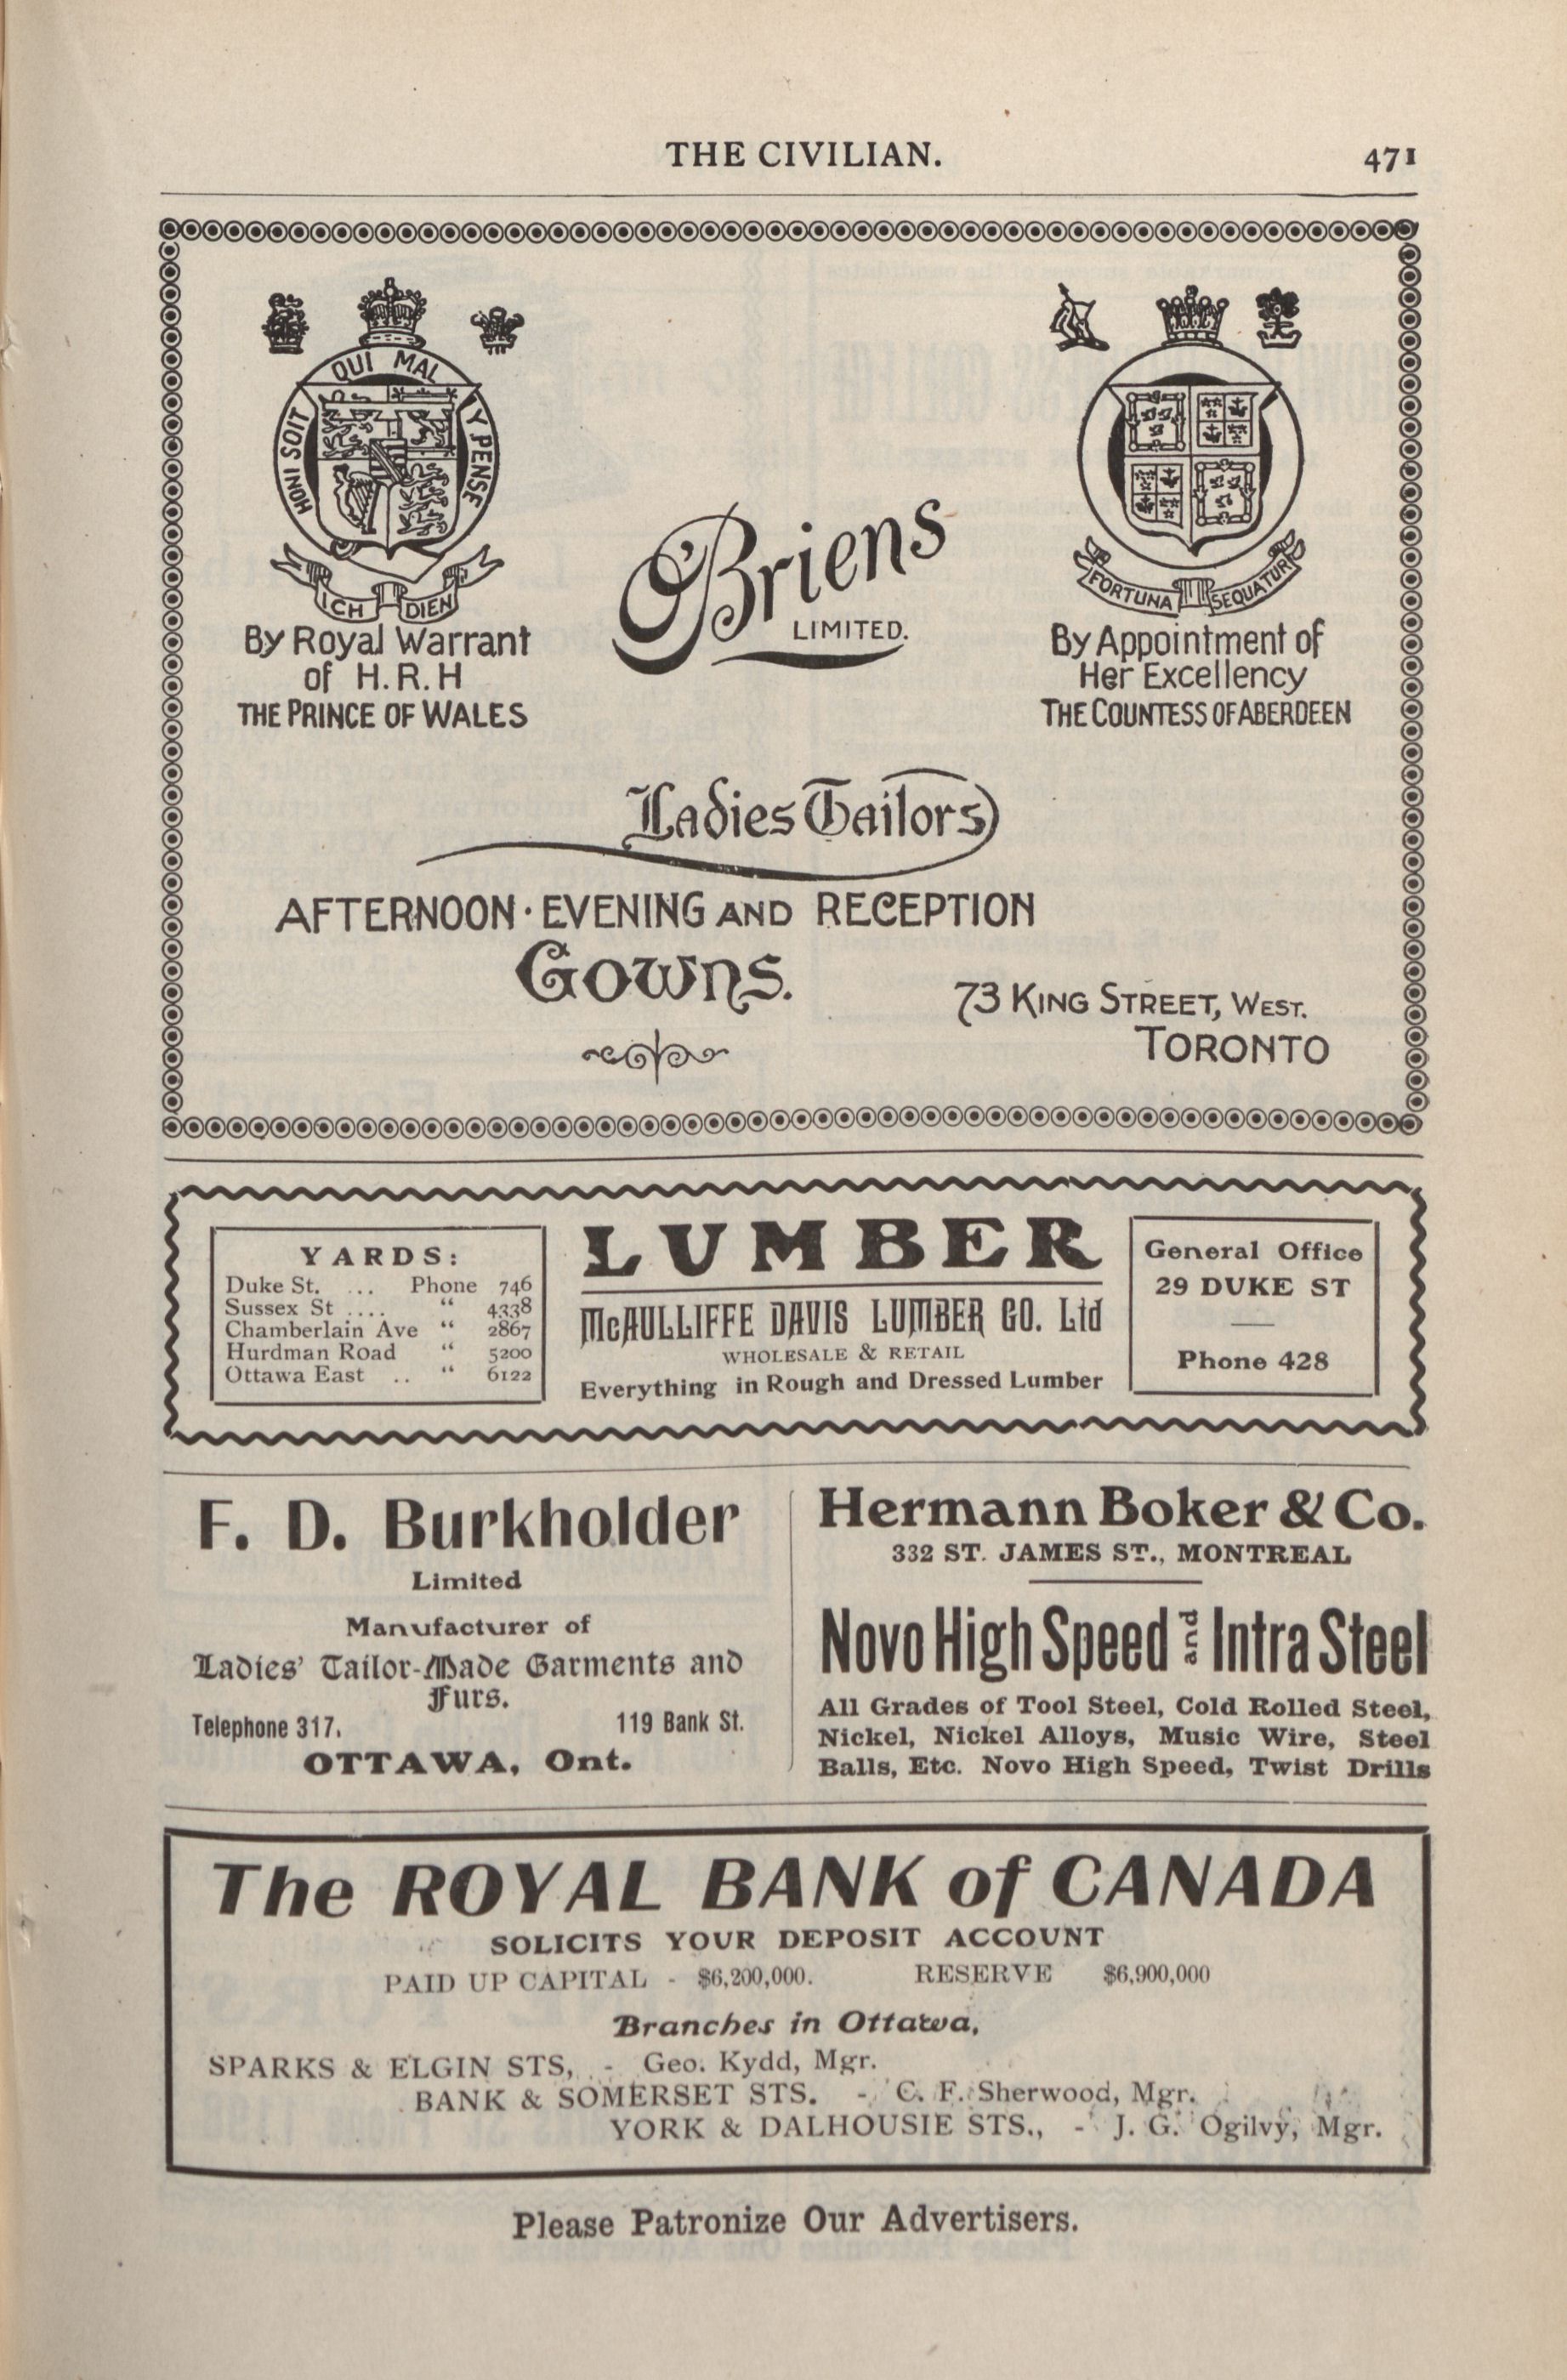 THE CIVILIAN.
471
HONI SOIT QUI MAL Y PENSE
ICH DIEN
By Royal Warrant
of H.R.H
THE PRINCE OF WALES
O'Briens
LIMITED.
FORTUNA SEQUATUR
By Appointment of
Her Excellency
THE COUNTESS OF ABERDEEN
Ladies Tailors
AFTERNOON · EVENING AND RECEPTION
GOWNS.
73 KING STREET, WEST.
TORONTO
YARDS:
Duke St. ... Phone 746
Sussex St .... “ 4338
Chamberlain Ave “ 2867
Hurdman Road “ 5200
Ottawa East .. “ 6122
LUMBER
McAULLIFFE DAVIS LUMBER CO. Ltd
WHOLESALE & RETAIL
Everything in Rough and Dressed Lumber
General Office
29 DUKE ST
Phone 428
F. D. Burkholder
Limited
Manufacturer of
Ladies' Tailor-Made Garments and
Furs.
Telephone 317. 119 Bank St.
OTTAWA, Ont.
Hermann Boker & Co.
332 ST. JAMES ST., MONTREAL
Novo High Speed and Intra Steel
All Grades of Tool Steel, Cold Rolled Steel,
Nickel, Nickel Alloys, Music Wire, Steel
Balls, Etc. Novo High Speed, Twist Drills
The ROYAL BANK of CANADA
SOLICITS YOUR DEPOSIT ACCOUNT
PAID UP CAPITAL - $6,200,000. RESERVE $6,900,000
Branches in Ottawa,
SPARKS & ELGIN STS, - Geo. Kydd, Mgr.
BANK & SOMERSET STS. - C. F. Sherwood, Mgr.
YORK & DALHOUSIE STS., - J. G. Ogilvy, Mgr.
Please Patronize Our Advertisers.